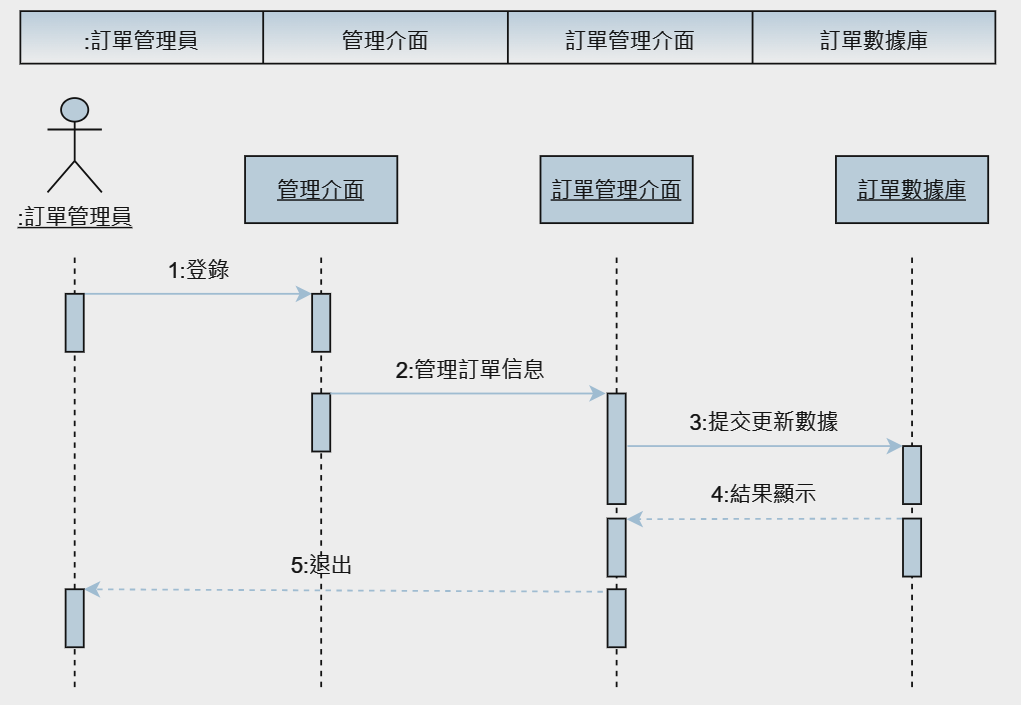 :訂單管理員
管理介面
訂單管理介面
訂單數據庫
:訂單管理員
管理介面
訂單管理介面
訂單數據庫
1:登錄
2:管理訂單信息
3:提交更新數據
4:結果顯示
5:退出